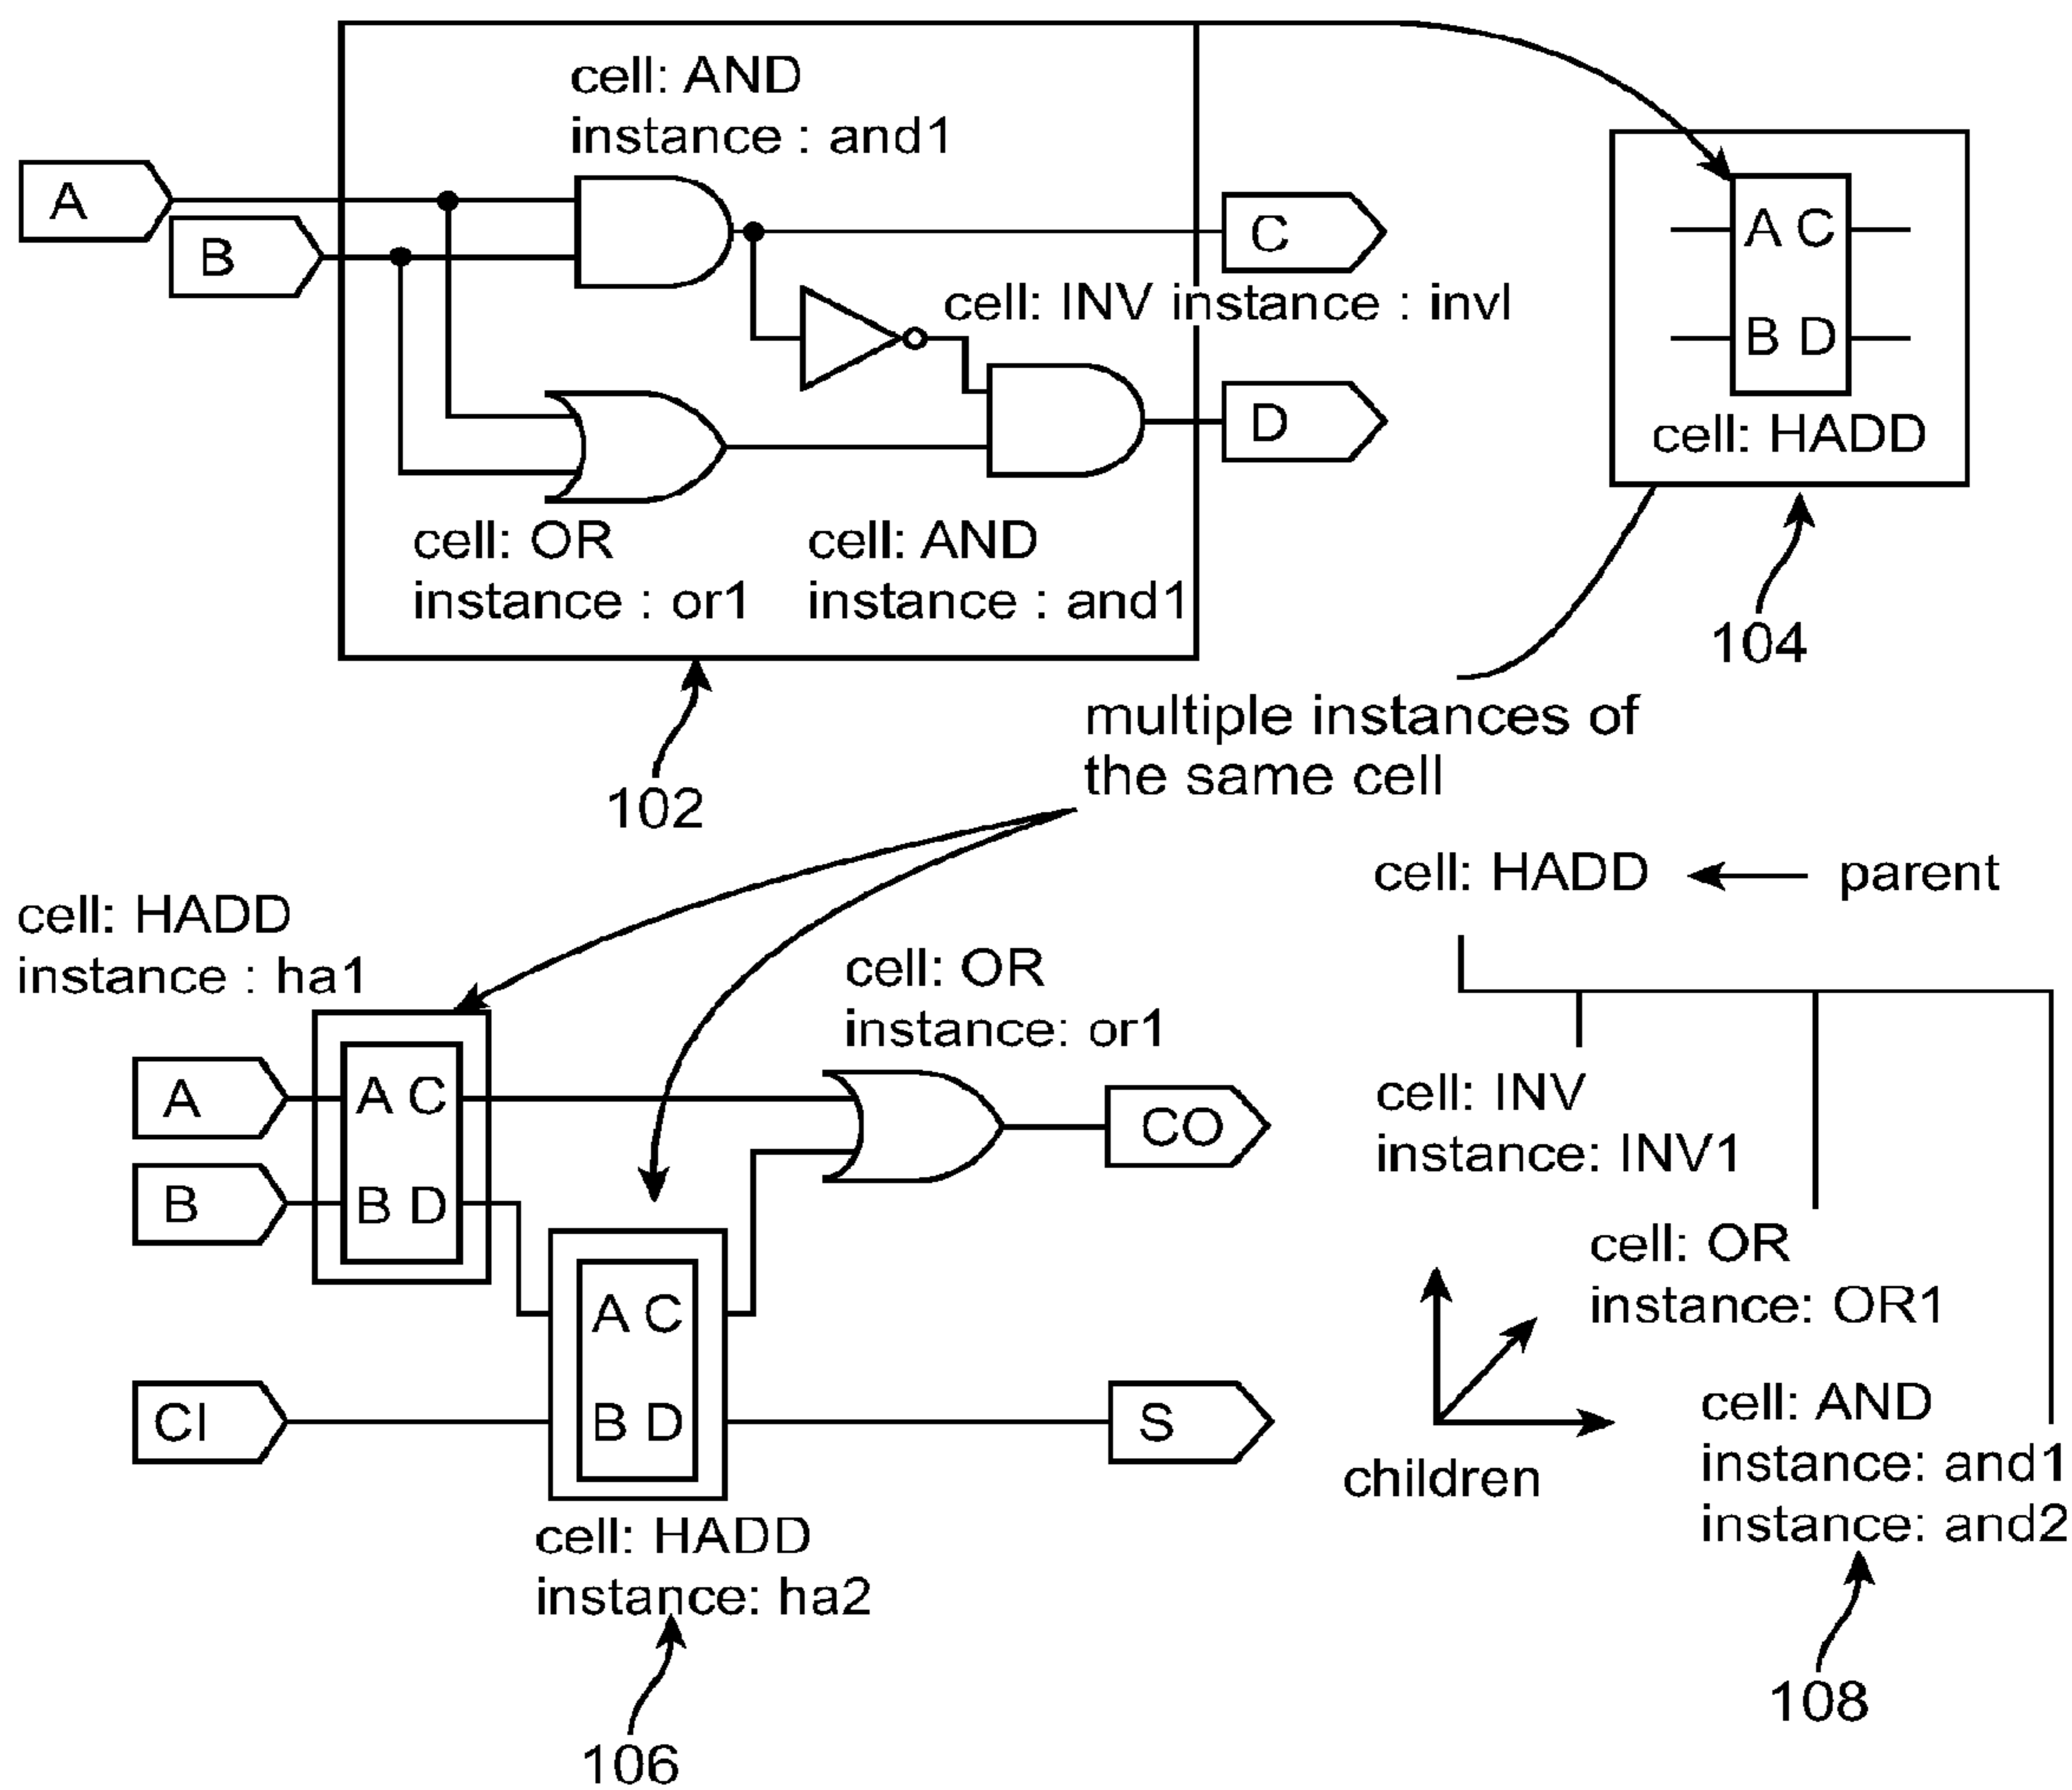 cell: AND
instance : and1
A
B
C
cell: INV instance : invl
D
cell: OR
instance : or1
cell: AND
instance : and1
102
A C
B D
cell: HADD
104
multiple instances of
the same cell
cell: HADD
instance : ha1
cell: OR
instance: or1
A
B
CI
A C
B D
A C
B D
CO
S
cell: HADD
instance: ha2
106
cell: HADD
parent
cell: INV
instance: INV1
cell: OR
instance: OR1
children
cell: AND
instance: and1
instance: and2
108